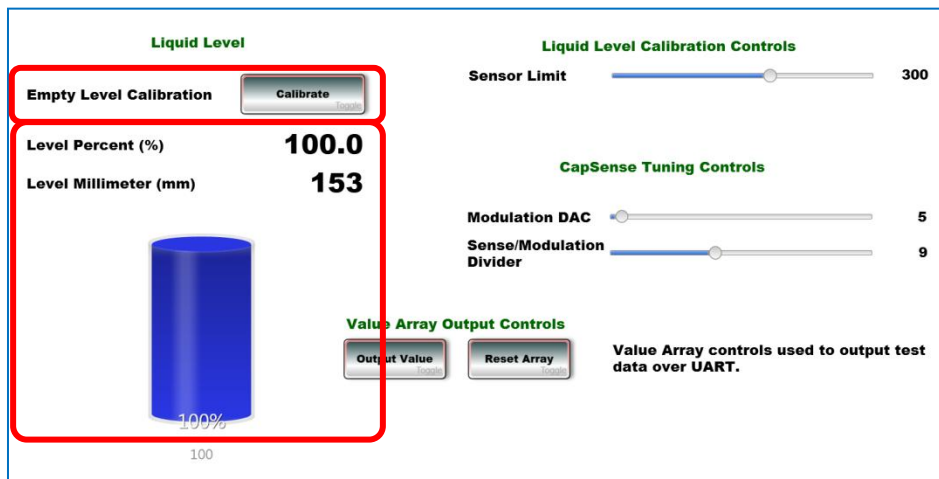 Liquid Level
Empty Level Calibration
Calibrate
Toggle
Level Percent (%)
100.0
Level Millimeter (mm)
153
100%
100
Liquid Level Calibration Controls
Sensor Limit
300
CapSense Tuning Controls
Modulation DAC
5
Sense/Modulation
Divider
9
Value Array Output Controls
Output Value
Toggle
Reset Array
Toggle
Value Array controls used to output test
data over UART.